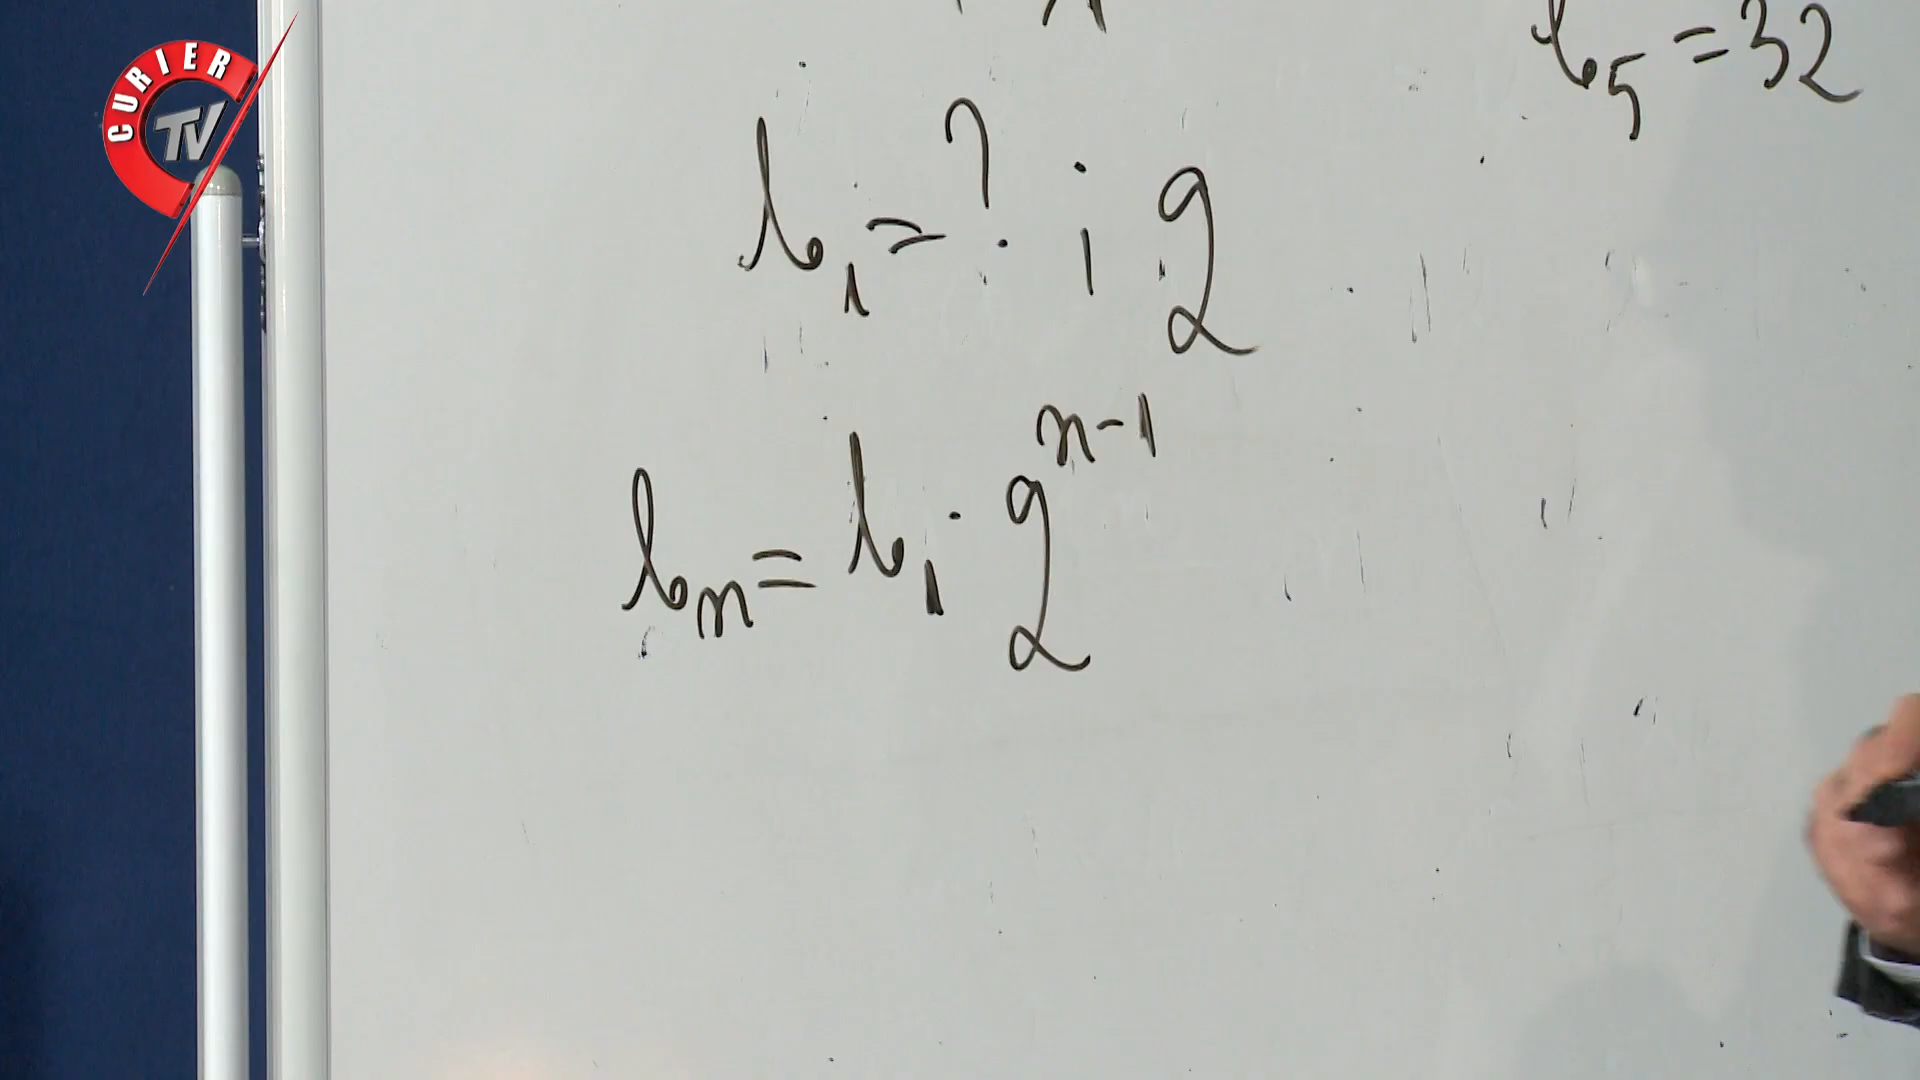 CURIER
TV
b₅ = 32
b₁ = ? ; q
bₙ = b₁ · qⁿ⁻¹